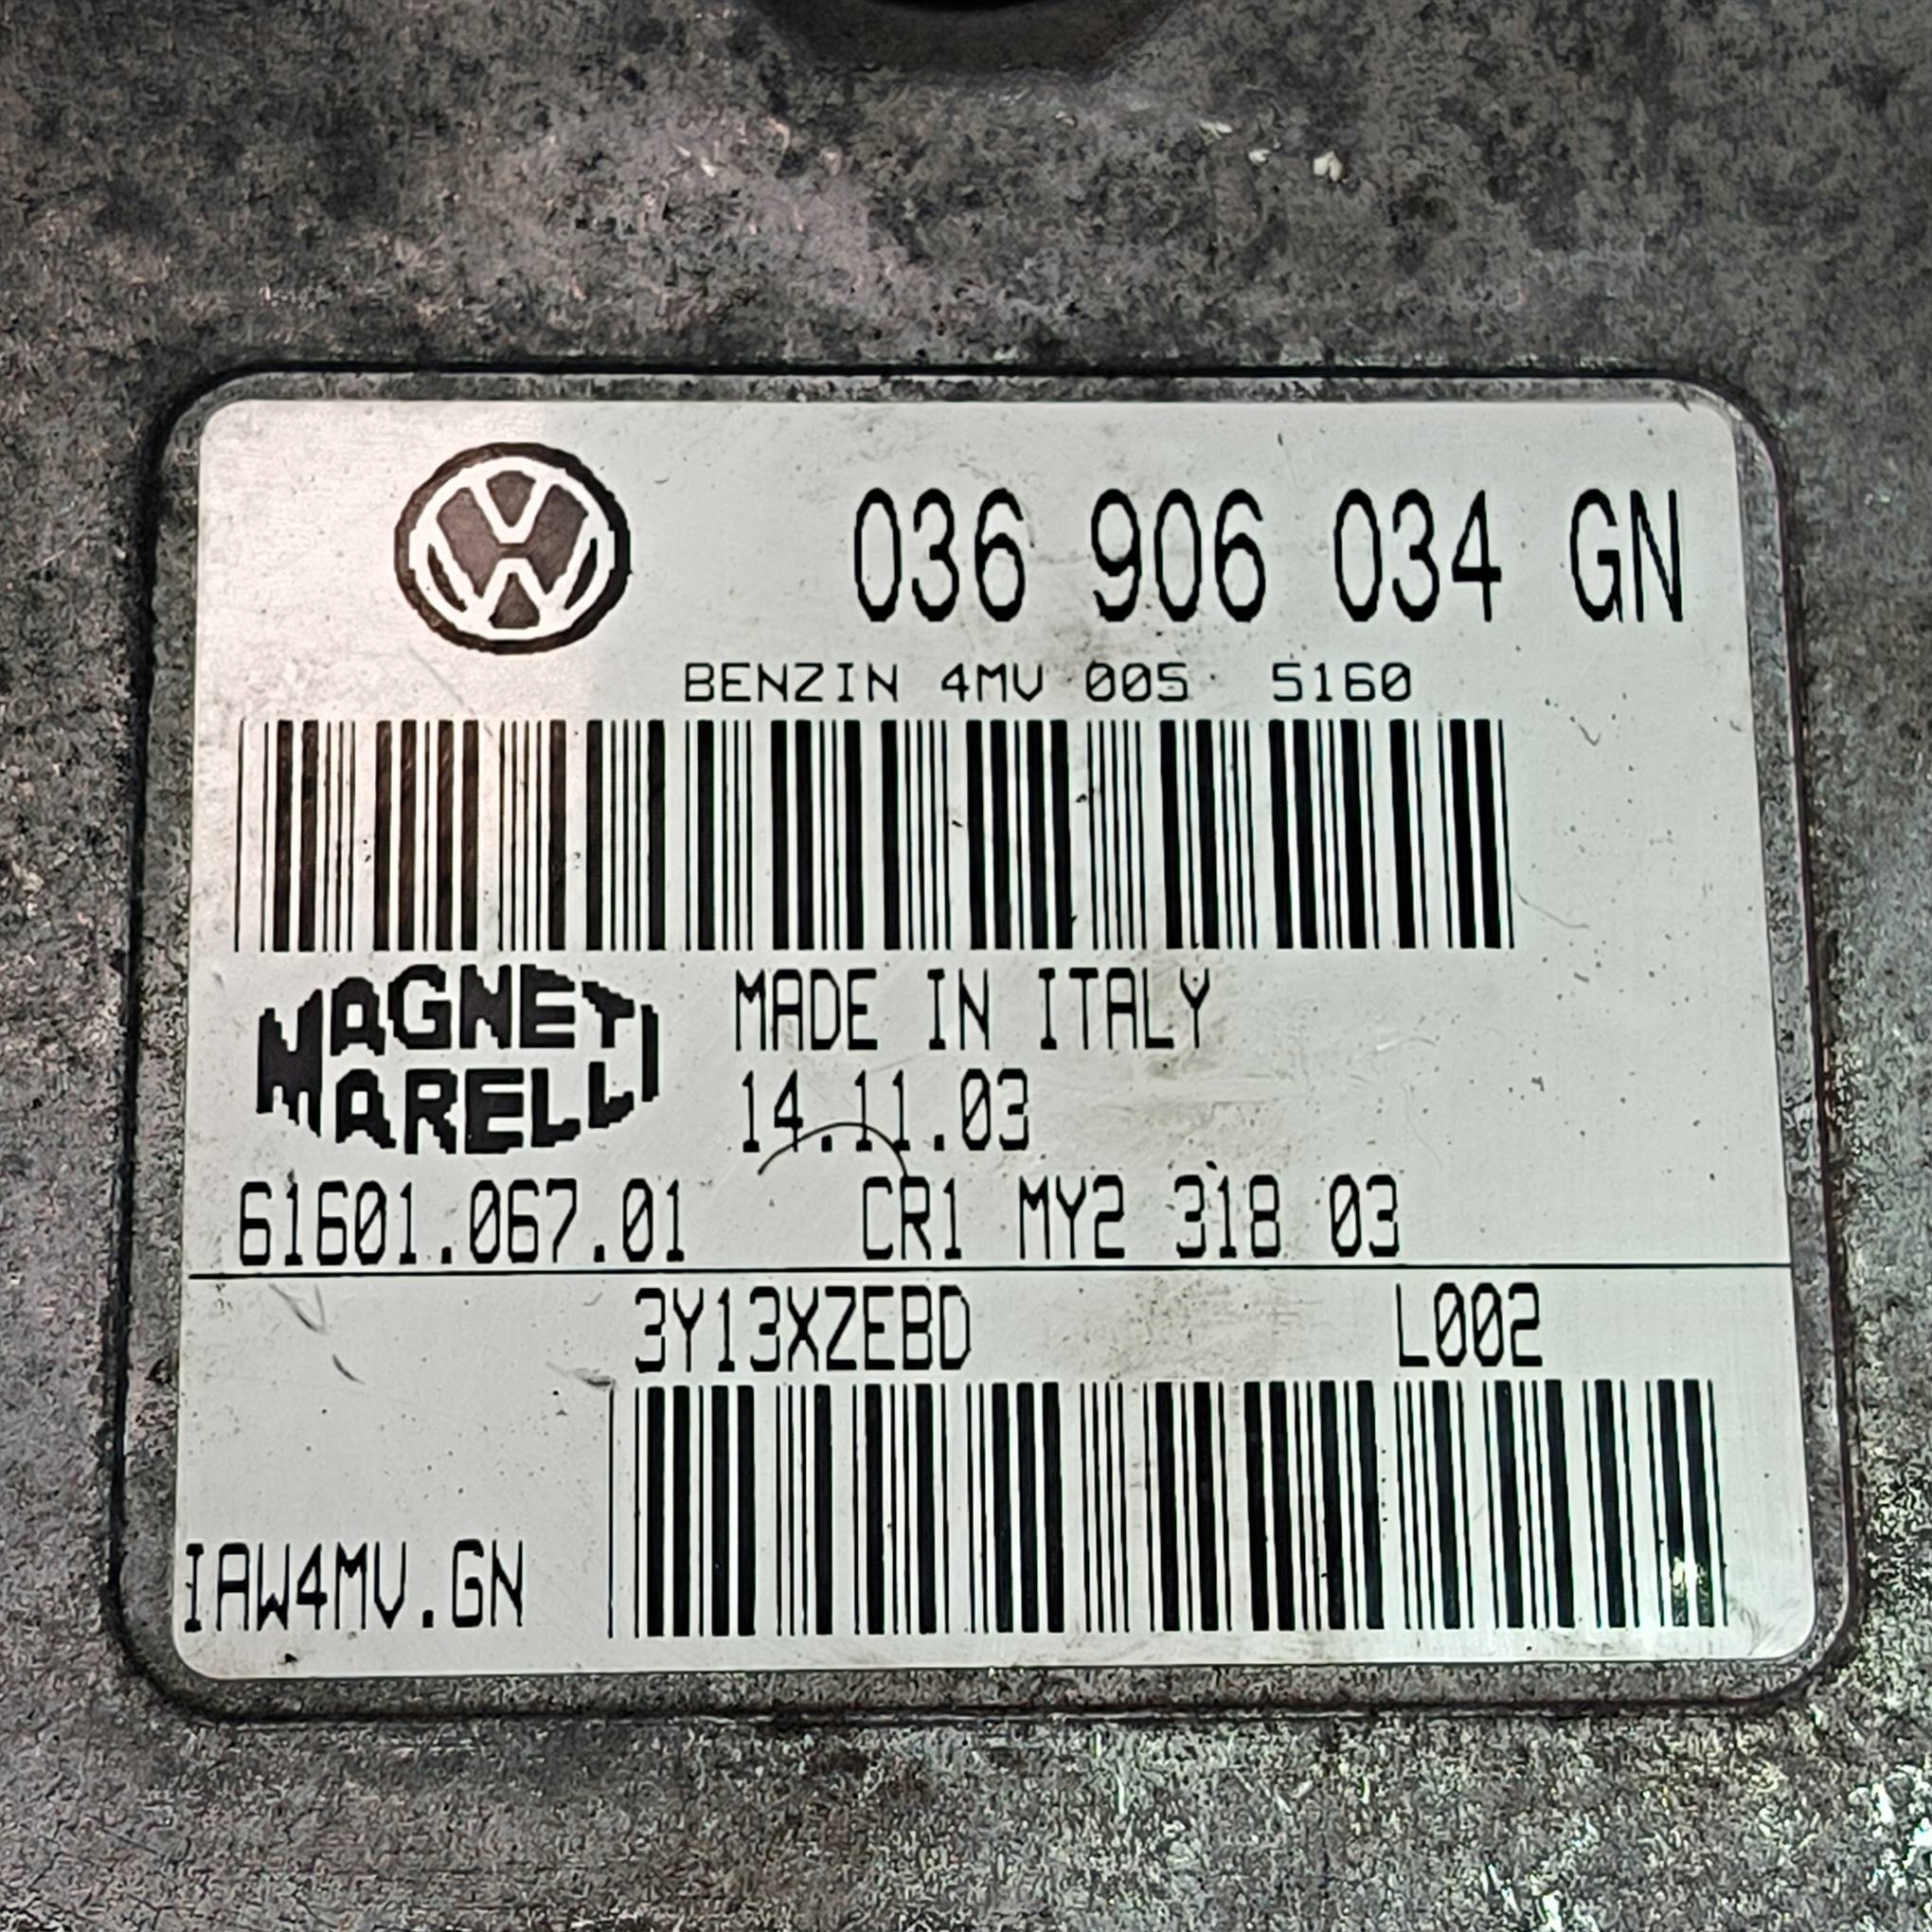 036 906 034 GN
BENZIN 4MV 005 5160
MAGNETI
MARELLI
MADE IN ITALY
14.11.03
61601.067.01 CR1 MY2 318 03
3Y13XZEBD L002
IAW4MV.GN